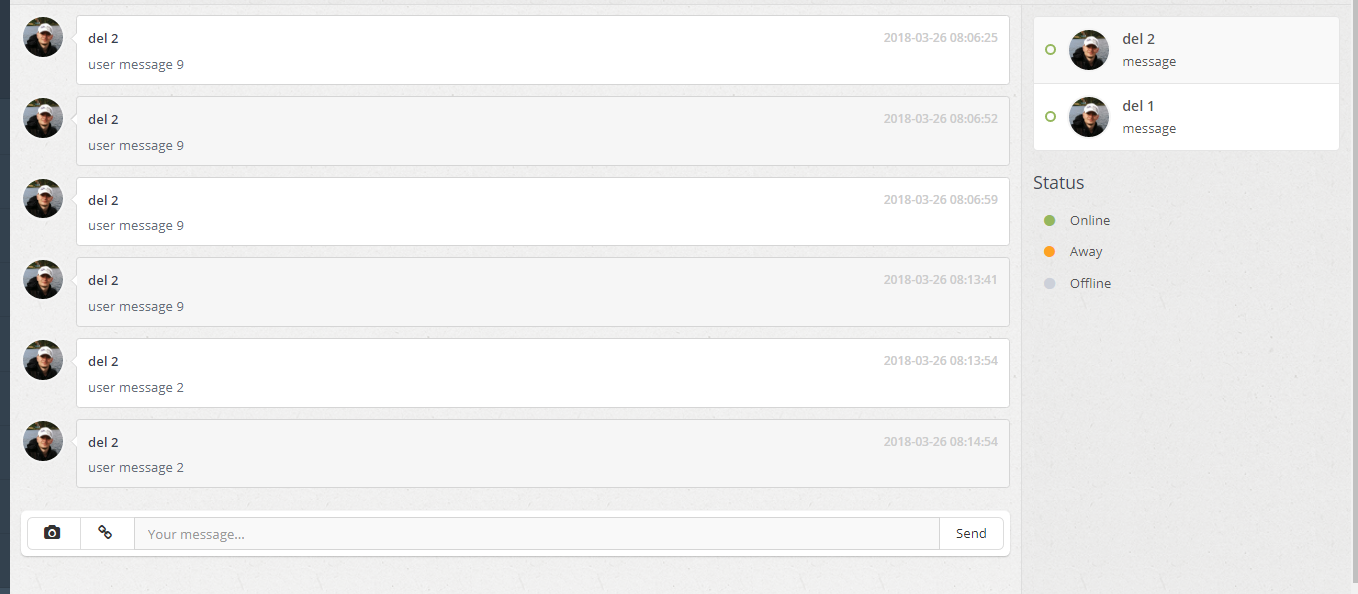 del 2 2018-03-26 08:06:25
user message 9
del 2 2018-03-26 08:06:52
user message 9
del 2 2018-03-26 08:06:59
user message 9
del 2 2018-03-26 08:13:41
user message 9
del 2 2018-03-26 08:13:54
user message 2
del 2 2018-03-26 08:14:54
user message 2
Your message... Send
del 2
message
del 1
message
Status
Online
Away
Offline